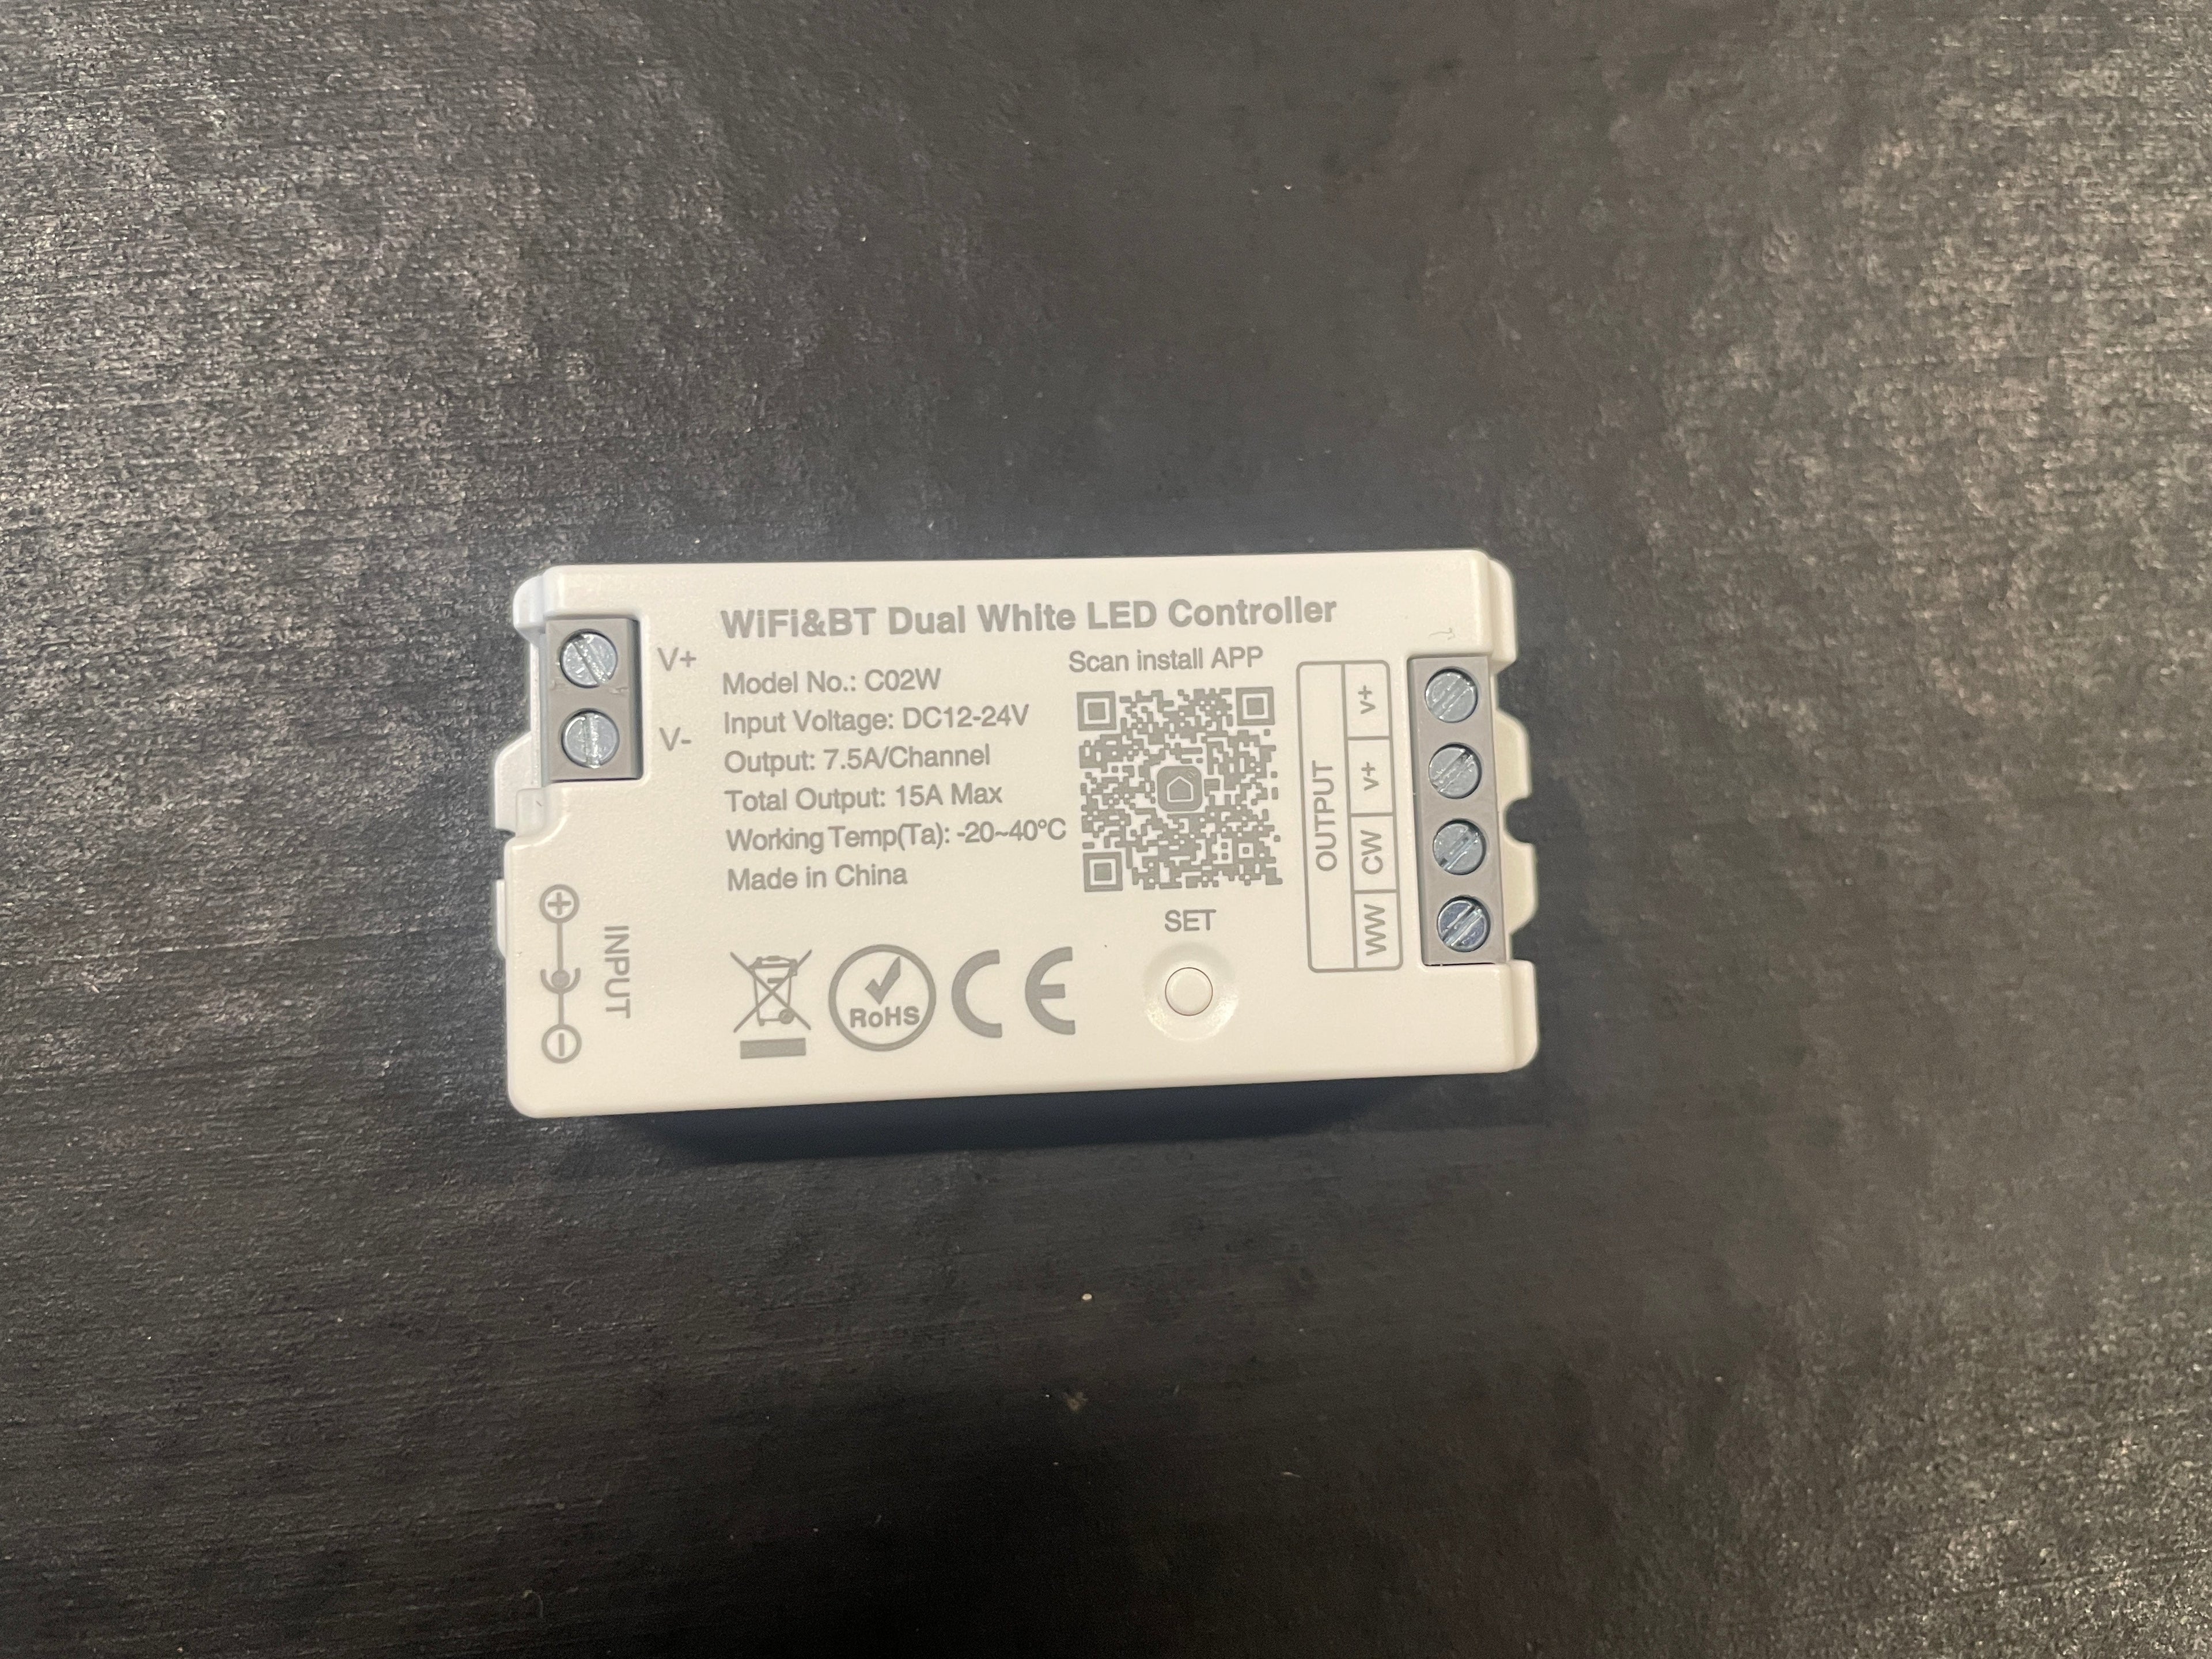 WiFi&BT Dual White LED Controller
V+
V-
Model No.: C02W
Input Voltage: DC12-24V
Output: 7.5A/Channel
Total Output: 15A Max
Working Temp(Ta): -20~40°C
Made in China
Scan install APP
SET
INPUT
RoHS
CE
OUTPUT
V+
V+
CW
WW